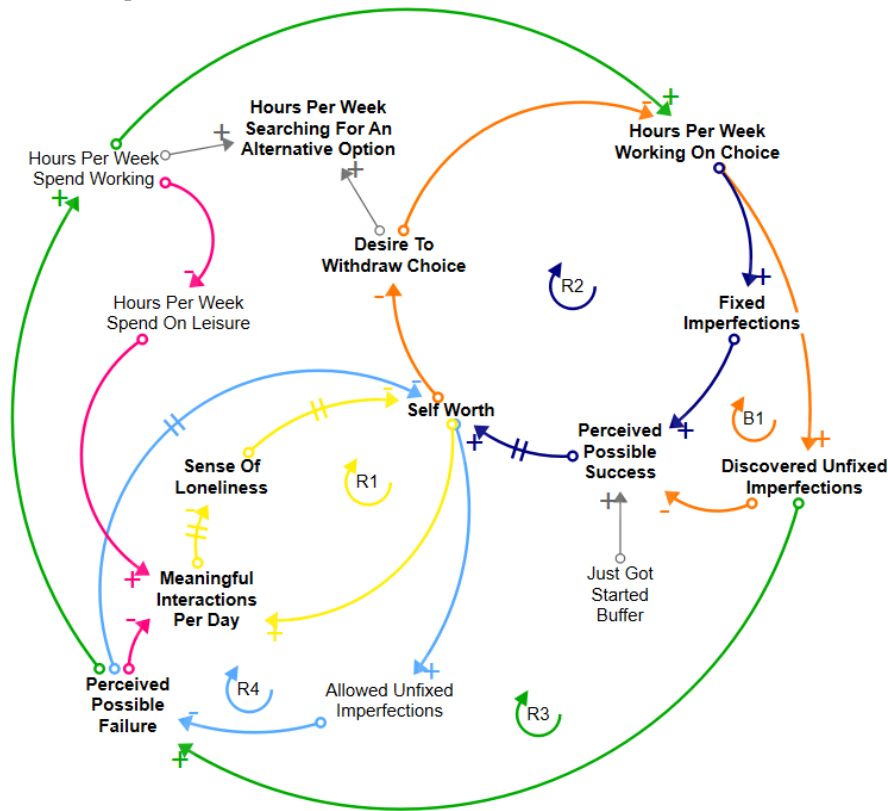 Hours Per Week
Searching For An
Alternative Option
Hours Per Week
Working On Choice
Hours Per Week
Spend Working
Desire To
Withdraw Choice
R2
Fixed
Imperfections
Hours Per Week
Spend On Leisure
Self Worth
B1
Perceived
Possible
Success
Discovered Unfixed
Imperfections
Sense Of
Loneliness
R1
Just Got
Started
Buffer
Meaningful
Interactions
Per Day
Perceived
Possible
Failure
R4
Allowed Unfixed
Imperfections
R3